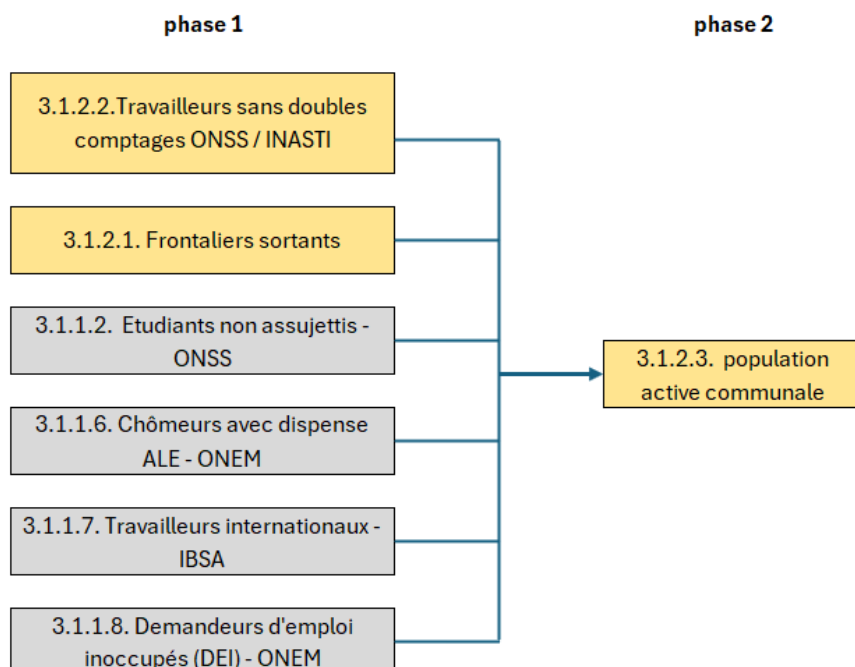 phase 1
phase 2
3.1.2.2.Travailleurs sans doubles
comptages ONSS / INASTI
3.1.2.1. Frontaliers sortants
3.1.1.2. Etudiants non assujettis -
ONSS
3.1.1.6. Chômeurs avec dispense
ALE - ONEM
3.1.1.7. Travailleurs internationaux -
IBSA
3.1.1.8. Demandeurs d'emploi
inoccupés (DEI) - ONEM
3.1.2.3. population
active communale